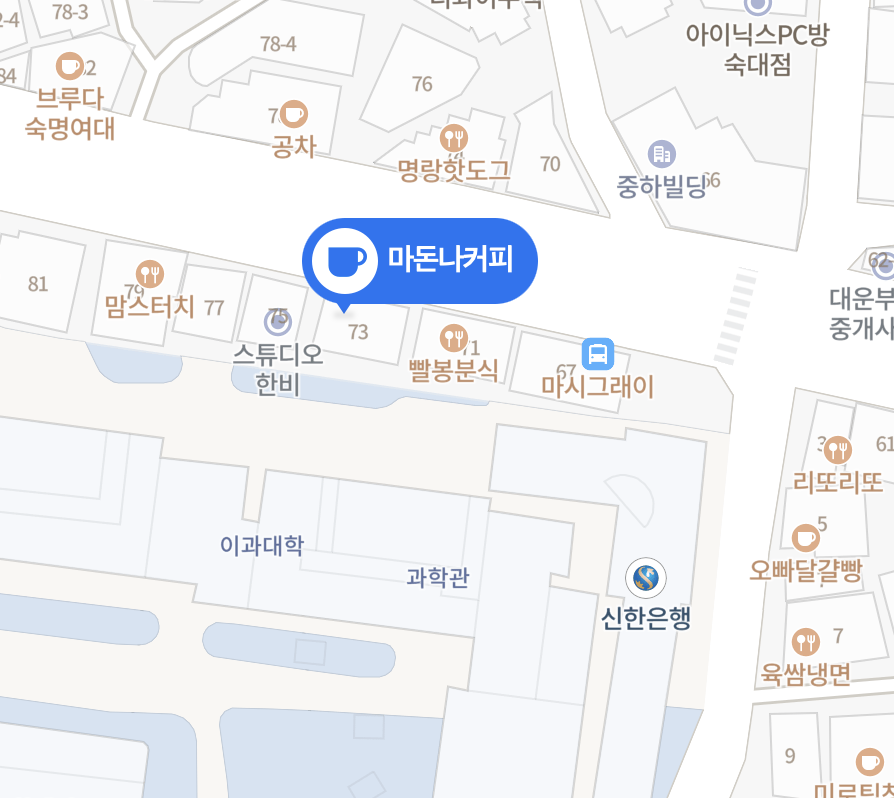 78-3
78-4
아이닉스PC방
숙대점
76
84
브루다
숙명여대
공차
명랑핫도그
70
중하빌딩
66
마돈나커피
62
81
79
맘스터치
77
75
73
대운부
중개사
스튜디오
한비
71
빨봉분식
67
마시그래이
61
리또리또
5
이과대학
과학관
오빠달걀빵
신한은행
7
육쌈냉면
9